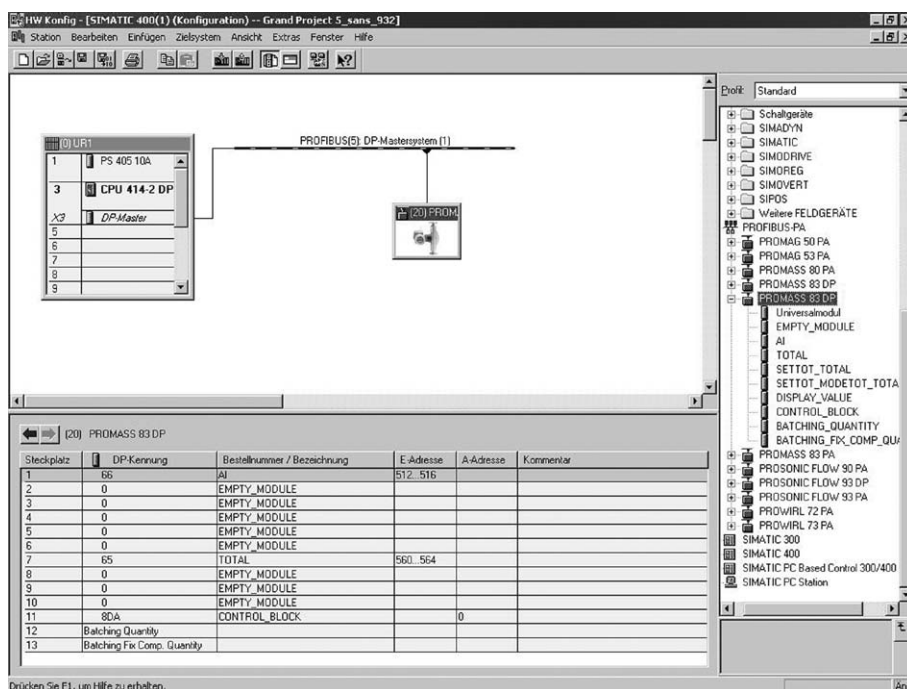 HW Konfig - [SIMATIC 400(1) (Konfiguration) -- Grand Project 5_sans_932]
Station Bearbeiten Einfügen Zielsystem Ansicht Extras Fenster Hilfe
(0) UR1
1 PS 405 10A
3 CPU 414-2 DP
X3 DP-Master
5
6
7
8
9
PROFIBUS(5): DP-Mastersystem (1)
(20) PROM
Profil: Standard
Schaltgeräte
SIMADYN
SIMATIC
SIMODRIVE
SIMOREG
SIMOVERT
SIPOS
Weitere FELDGERÄTE
PROFIBUS-PA
PROMAG 50 PA
PROMAG 53 PA
PROMASS 80 PA
PROMASS 83 DP
PROMASS 83 DP
Universalmodul
EMPTY_MODULE
AI
TOTAL
SETTOT_TOTAL
SETTOT_MODETOT_TOTA
DISPLAY_VALUE
CONTROL_BLOCK
BATCHING_QUANTITY
BATCHING_FIX_COMP_QUA
PROMASS 83 PA
PROSONIC FLOW 90 PA
PROSONIC FLOW 93 DP
PROSONIC FLOW 93 PA
PROWIRL 72 PA
PROWIRL 73 PA
SIMATIC 300
SIMATIC 400
SIMATIC PC Based Control 300/400
SIMATIC PC Station
(20) PROMASS 83 DP
Steckplatz DP-Kennung Bestellnummer / Bezeichnung E-Adresse A-Adresse Kommentar
1 66 AI 512...516
2 0 EMPTY_MODULE
3 0 EMPTY_MODULE
4 0 EMPTY_MODULE
5 0 EMPTY_MODULE
6 0 EMPTY_MODULE
7 65 TOTAL 560...564
8 0 EMPTY_MODULE
9 0 EMPTY_MODULE
10 0 EMPTY_MODULE
11 8DA CONTROL_BLOCK 0
12 Batching Quantity
13 Batching Fix Comp. Quantity
Drücken Sie F1, um Hilfe zu erhalten.
Än